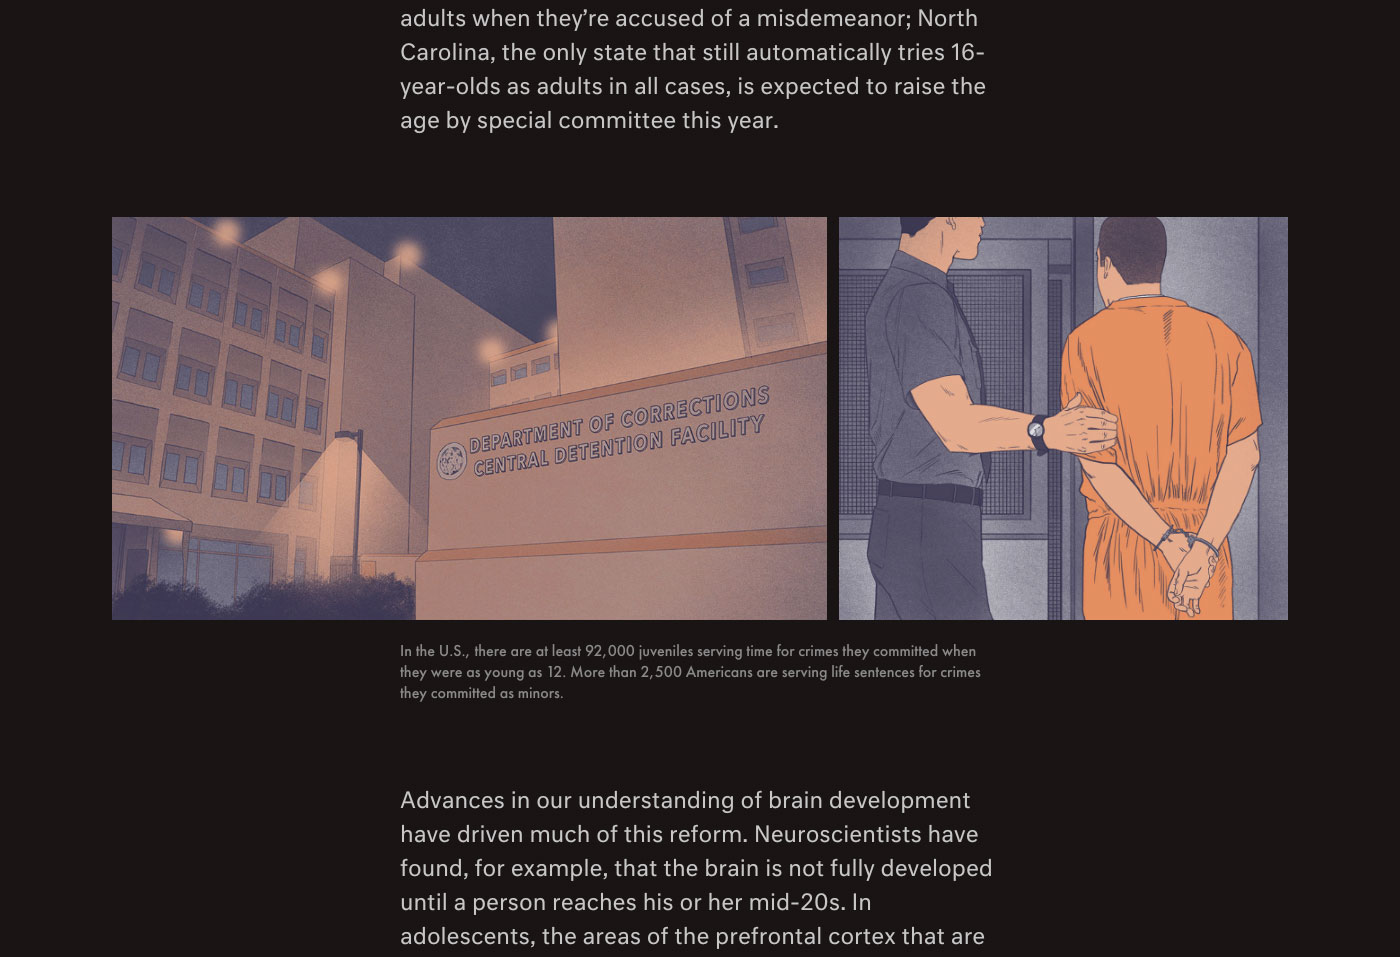 adults when they’re accused of a misdemeanor; North
Carolina, the only state that still automatically tries 16-
year-olds as adults in all cases, is expected to raise the
age by special committee this year.
DEPARTMENT OF CORRECTIONS
CENTRAL DETENTION FACILITY
In the U.S., there are at least 92,000 juveniles serving time for crimes they committed when
they were as young as 12. More than 2,500 Americans are serving life sentences for crimes
they committed as minors.
Advances in our understanding of brain development
have driven much of this reform. Neuroscientists have
found, for example, that the brain is not fully developed
until a person reaches his or her mid-20s. In
adolescents, the areas of the prefrontal cortex that are